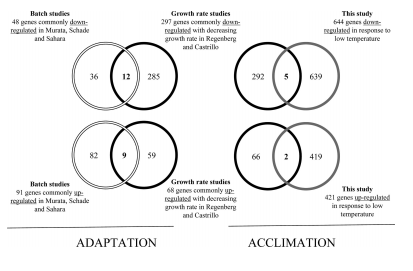 Batch studies
48 genes commonly down-
regulated in Murata, Schade
and Sahara
Growth rate studies
297 genes commonly down-
regulated with decreasing
growth rate in Regenberg
and Castrillo
This study
644 genes down-
regulated in response to
low temperature
36
12
285
292
5
639
82
9
59
66
2
419
Batch studies
91 genes commonly up-
regulated in Murata, Schade
and Sahara
Growth rate studies
68 genes commonly up-
regulated with decreasing
growth rate in Regenberg
and Castrillo
This study
421 genes up-regulated
in response to low
temperature
ADAPTATION
ACCLIMATION